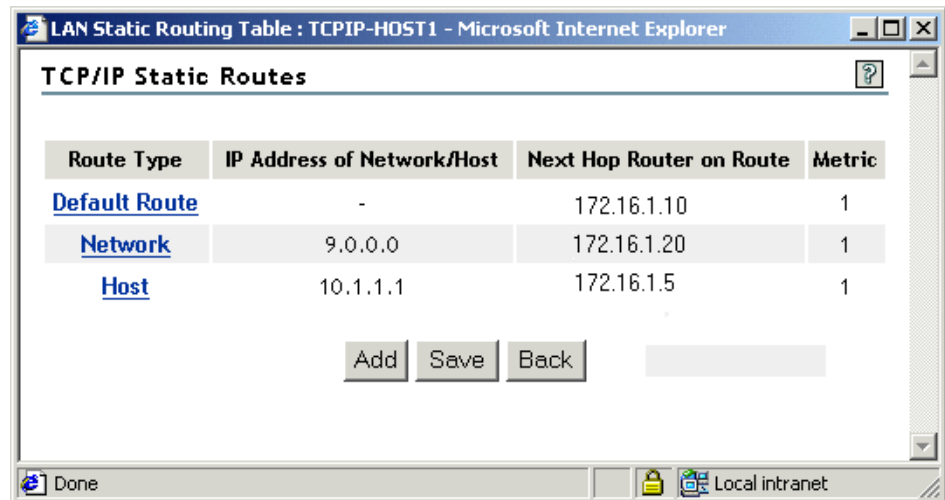 LAN Static Routing Table : TCPIP-HOST1 - Microsoft Internet Explorer
TCP/IP Static Routes
?
Route Type IP Address of Network/Host Next Hop Router on Route Metric
Default Route - 172.16.1.10 1
Network 9.0.0.0 172.16.1.20 1
Host 10.1.1.1 172.16.1.5 1
Add Save Back
Done Local intranet